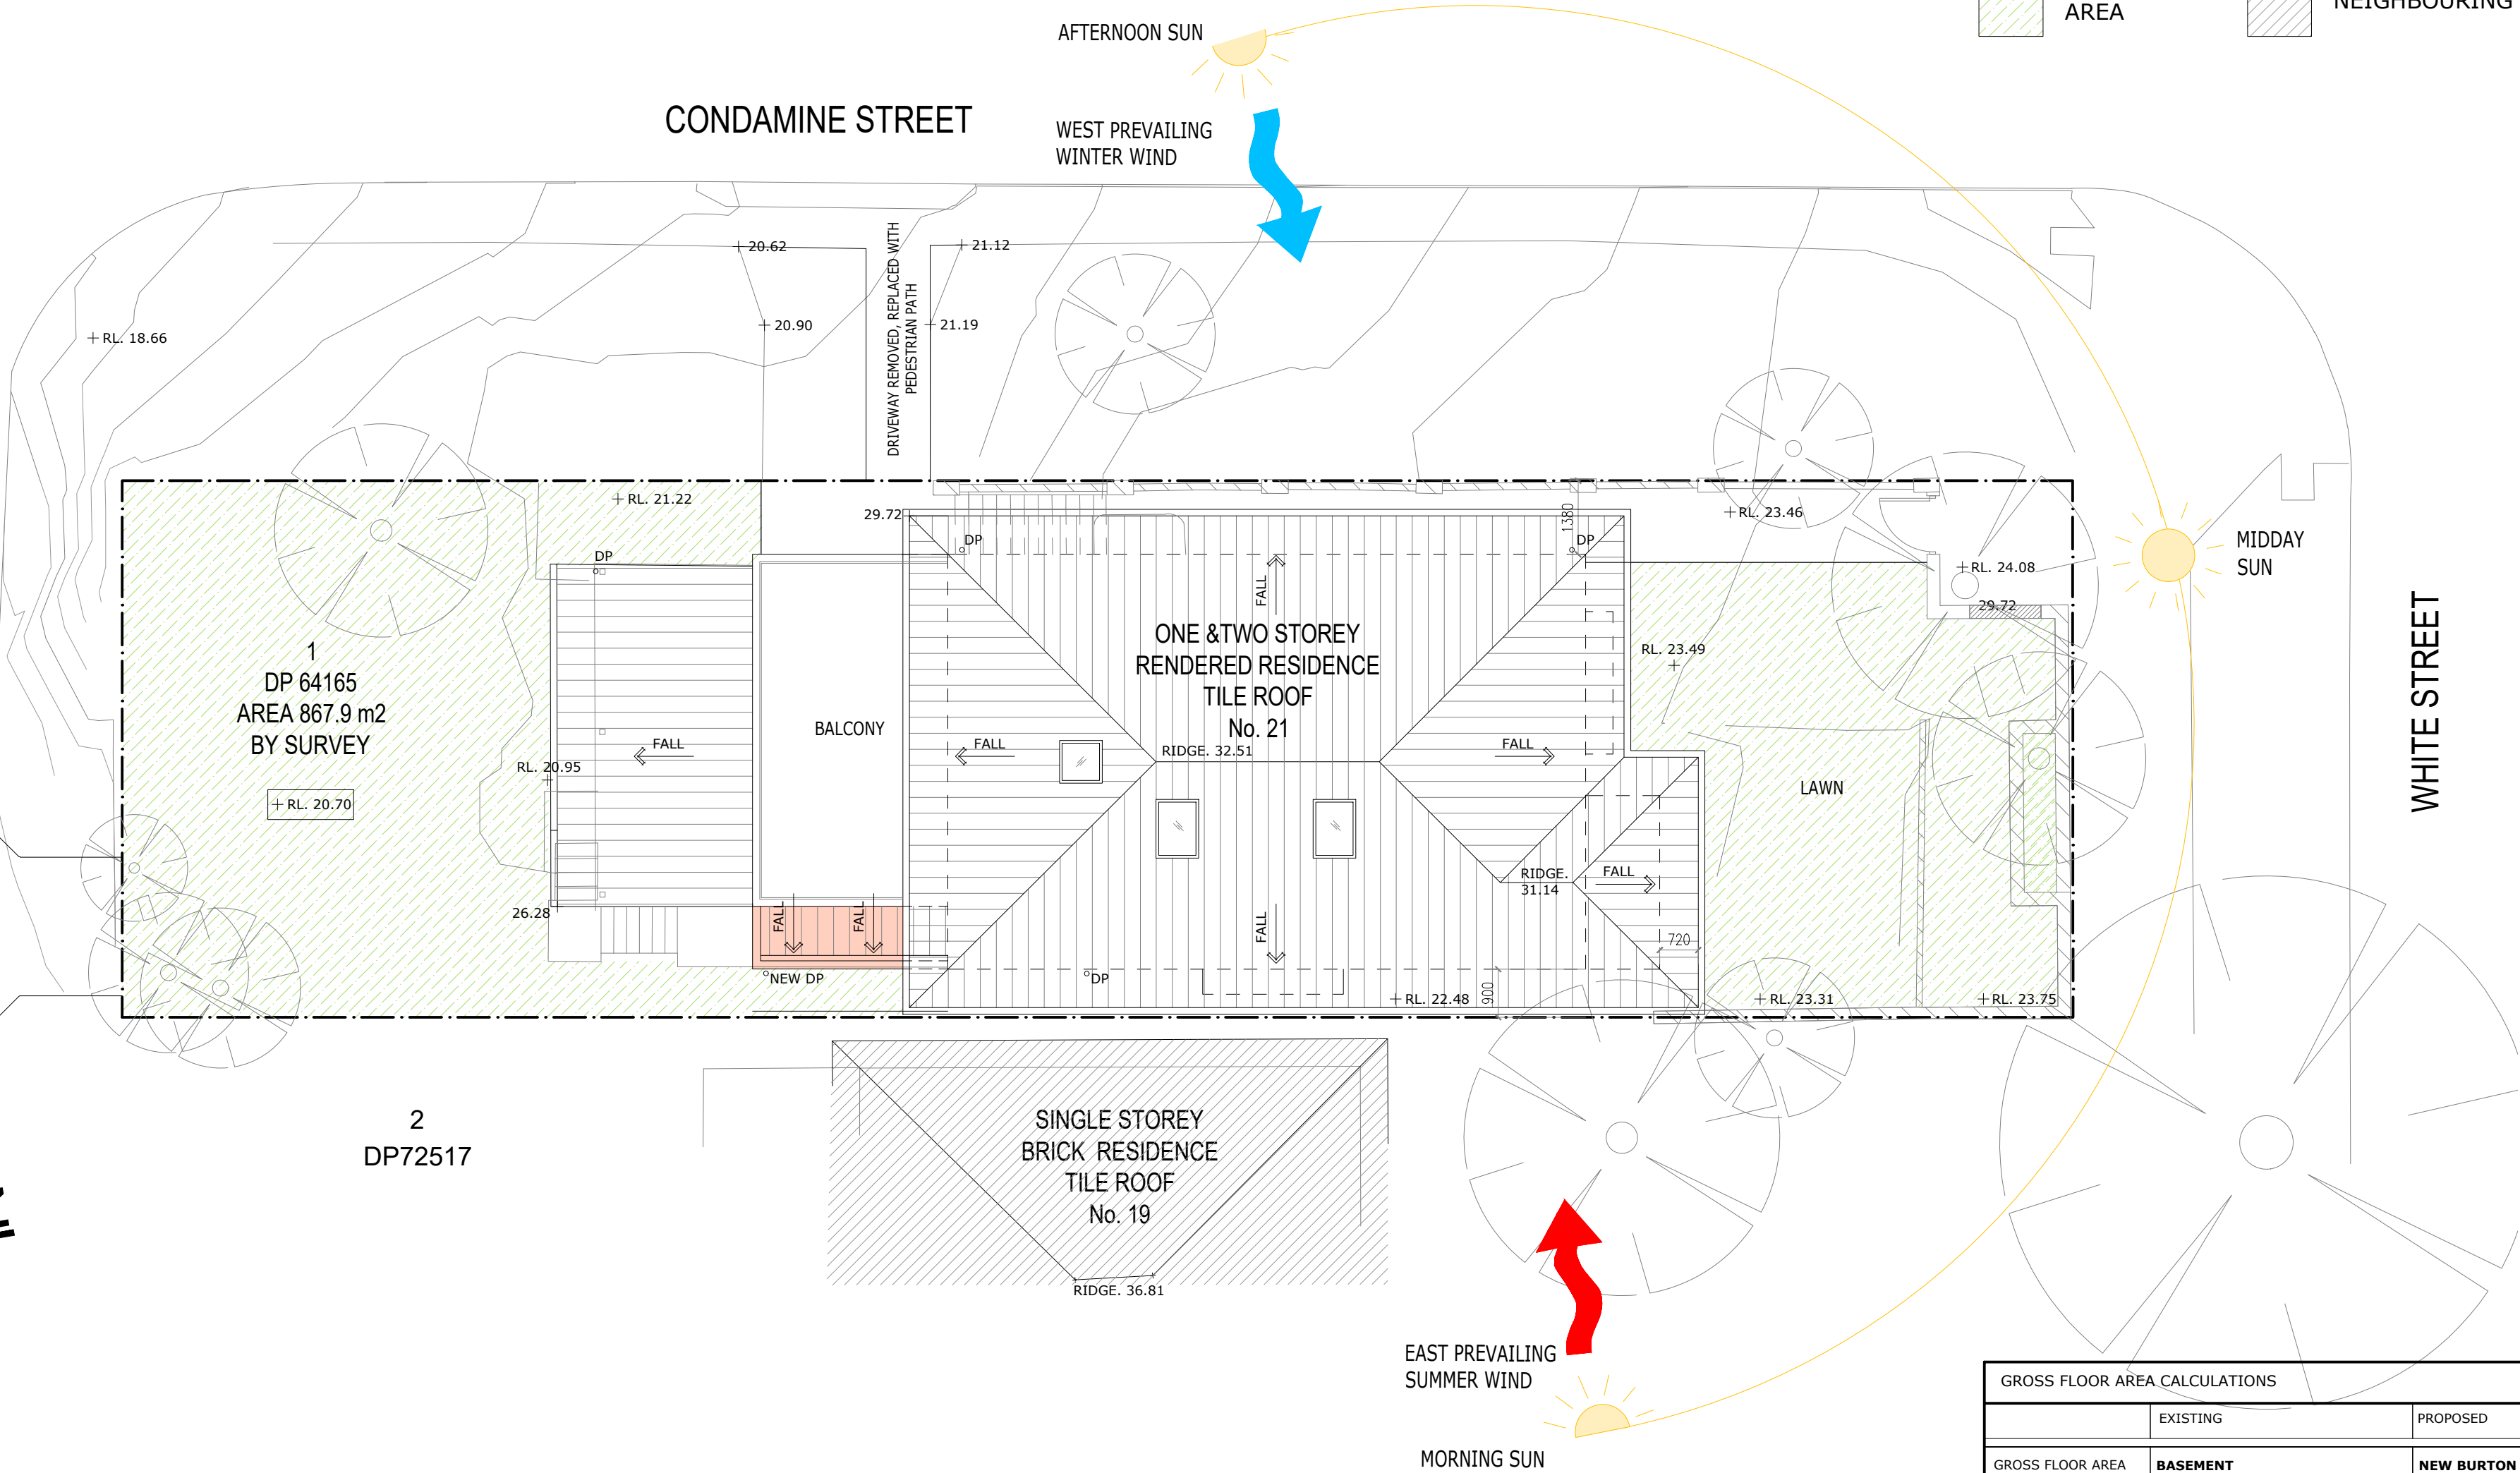 AREA
NEIGHBOURING
AFTERNOON SUN
CONDAMINE STREET
WEST PREVAILING
WINTER WIND
20.62
21.12
20.90
21.19
RL. 18.66
DRIVEWAY REMOVED, REPLACED WITH
PEDESTRIAN PATH
RL. 21.22
29.72
DP
DP
1380
DP
RL. 23.46
RL. 24.08
29.72
MIDDAY
SUN
WHITE STREET
1
DP 64165
AREA 867.9 m2
BY SURVEY
RL. 20.70
RL. 20.95
FALL
BALCONY
FALL
FALL
ONE &TWO STOREY
RENDERED RESIDENCE
TILE ROOF
No. 21
RIDGE. 32.51
FALL
RL. 23.49
LAWN
RIDGE.
31.14
FALL
26.28
FALL
FALL
FALL
720
NEW DP
DP
RL. 22.48
900
RL. 23.31
RL. 23.75
2
DP72517
SINGLE STOREY
BRICK RESIDENCE
TILE ROOF
No. 19
RIDGE. 36.81
EAST PREVAILING
SUMMER WIND
MORNING SUN
GROSS FLOOR AREA CALCULATIONS
EXISTING
PROPOSED
GROSS FLOOR AREA
BASEMENT
NEW BURTON